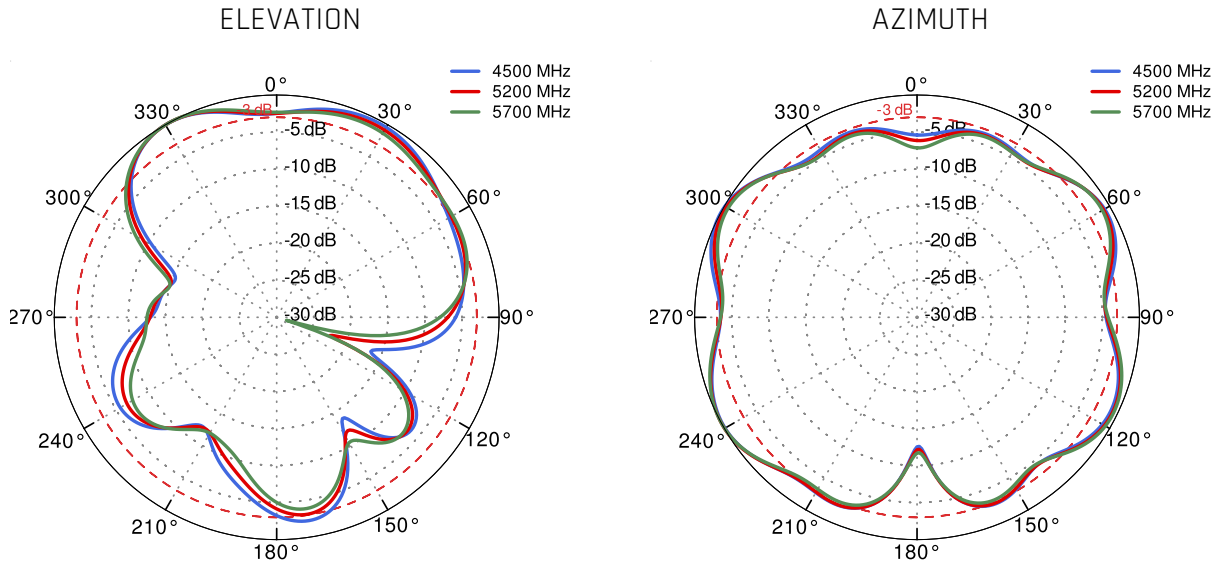 ELEVATION
4500 MHz
5200 MHz
5700 MHz
0°
30°
60°
90°
120°
150°
180°
210°
240°
270°
300°
330°
-3 dB
-5 dB
-10 dB
-15 dB
-20 dB
-25 dB
-30 dB
AZIMUTH
4500 MHz
5200 MHz
5700 MHz
0°
30°
60°
90°
120°
150°
180°
210°
240°
270°
300°
330°
-3 dB
-5 dB
-10 dB
-15 dB
-20 dB
-25 dB
-30 dB